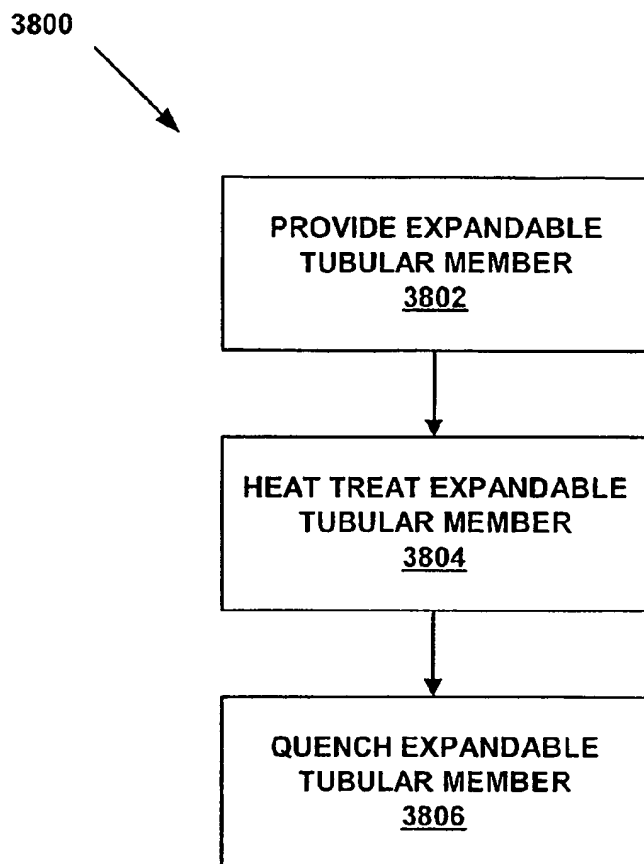 3800
PROVIDE EXPANDABLE
TUBULAR MEMBER
3802
HEAT TREAT EXPANDABLE
TUBULAR MEMBER
3804
QUENCH EXPANDABLE
TUBULAR MEMBER
3806